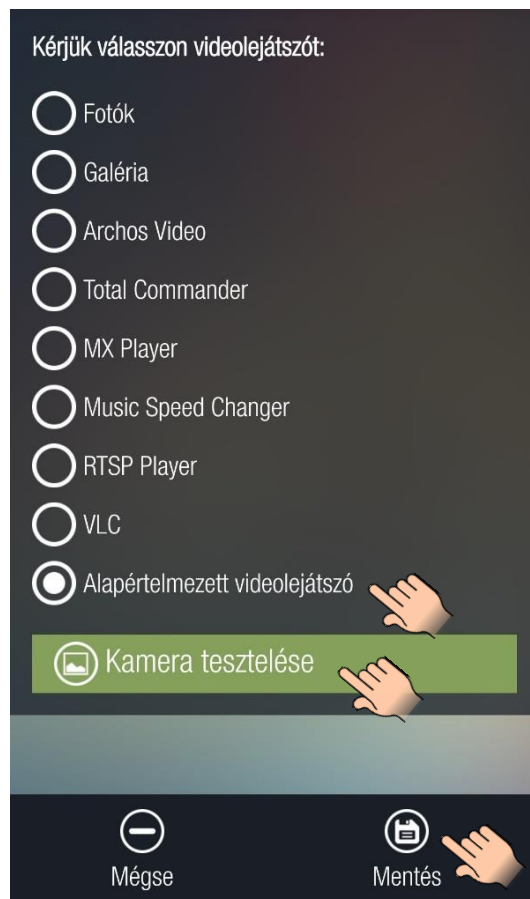 Kérjük válasszon videolejátszót:
Fotók
Galéria
Archos Video
Total Commander
MX Player
Music Speed Changer
RTSP Player
VLC
Alapértelmezett videolejátszó
Kamera tesztelése
Mégse
Mentés